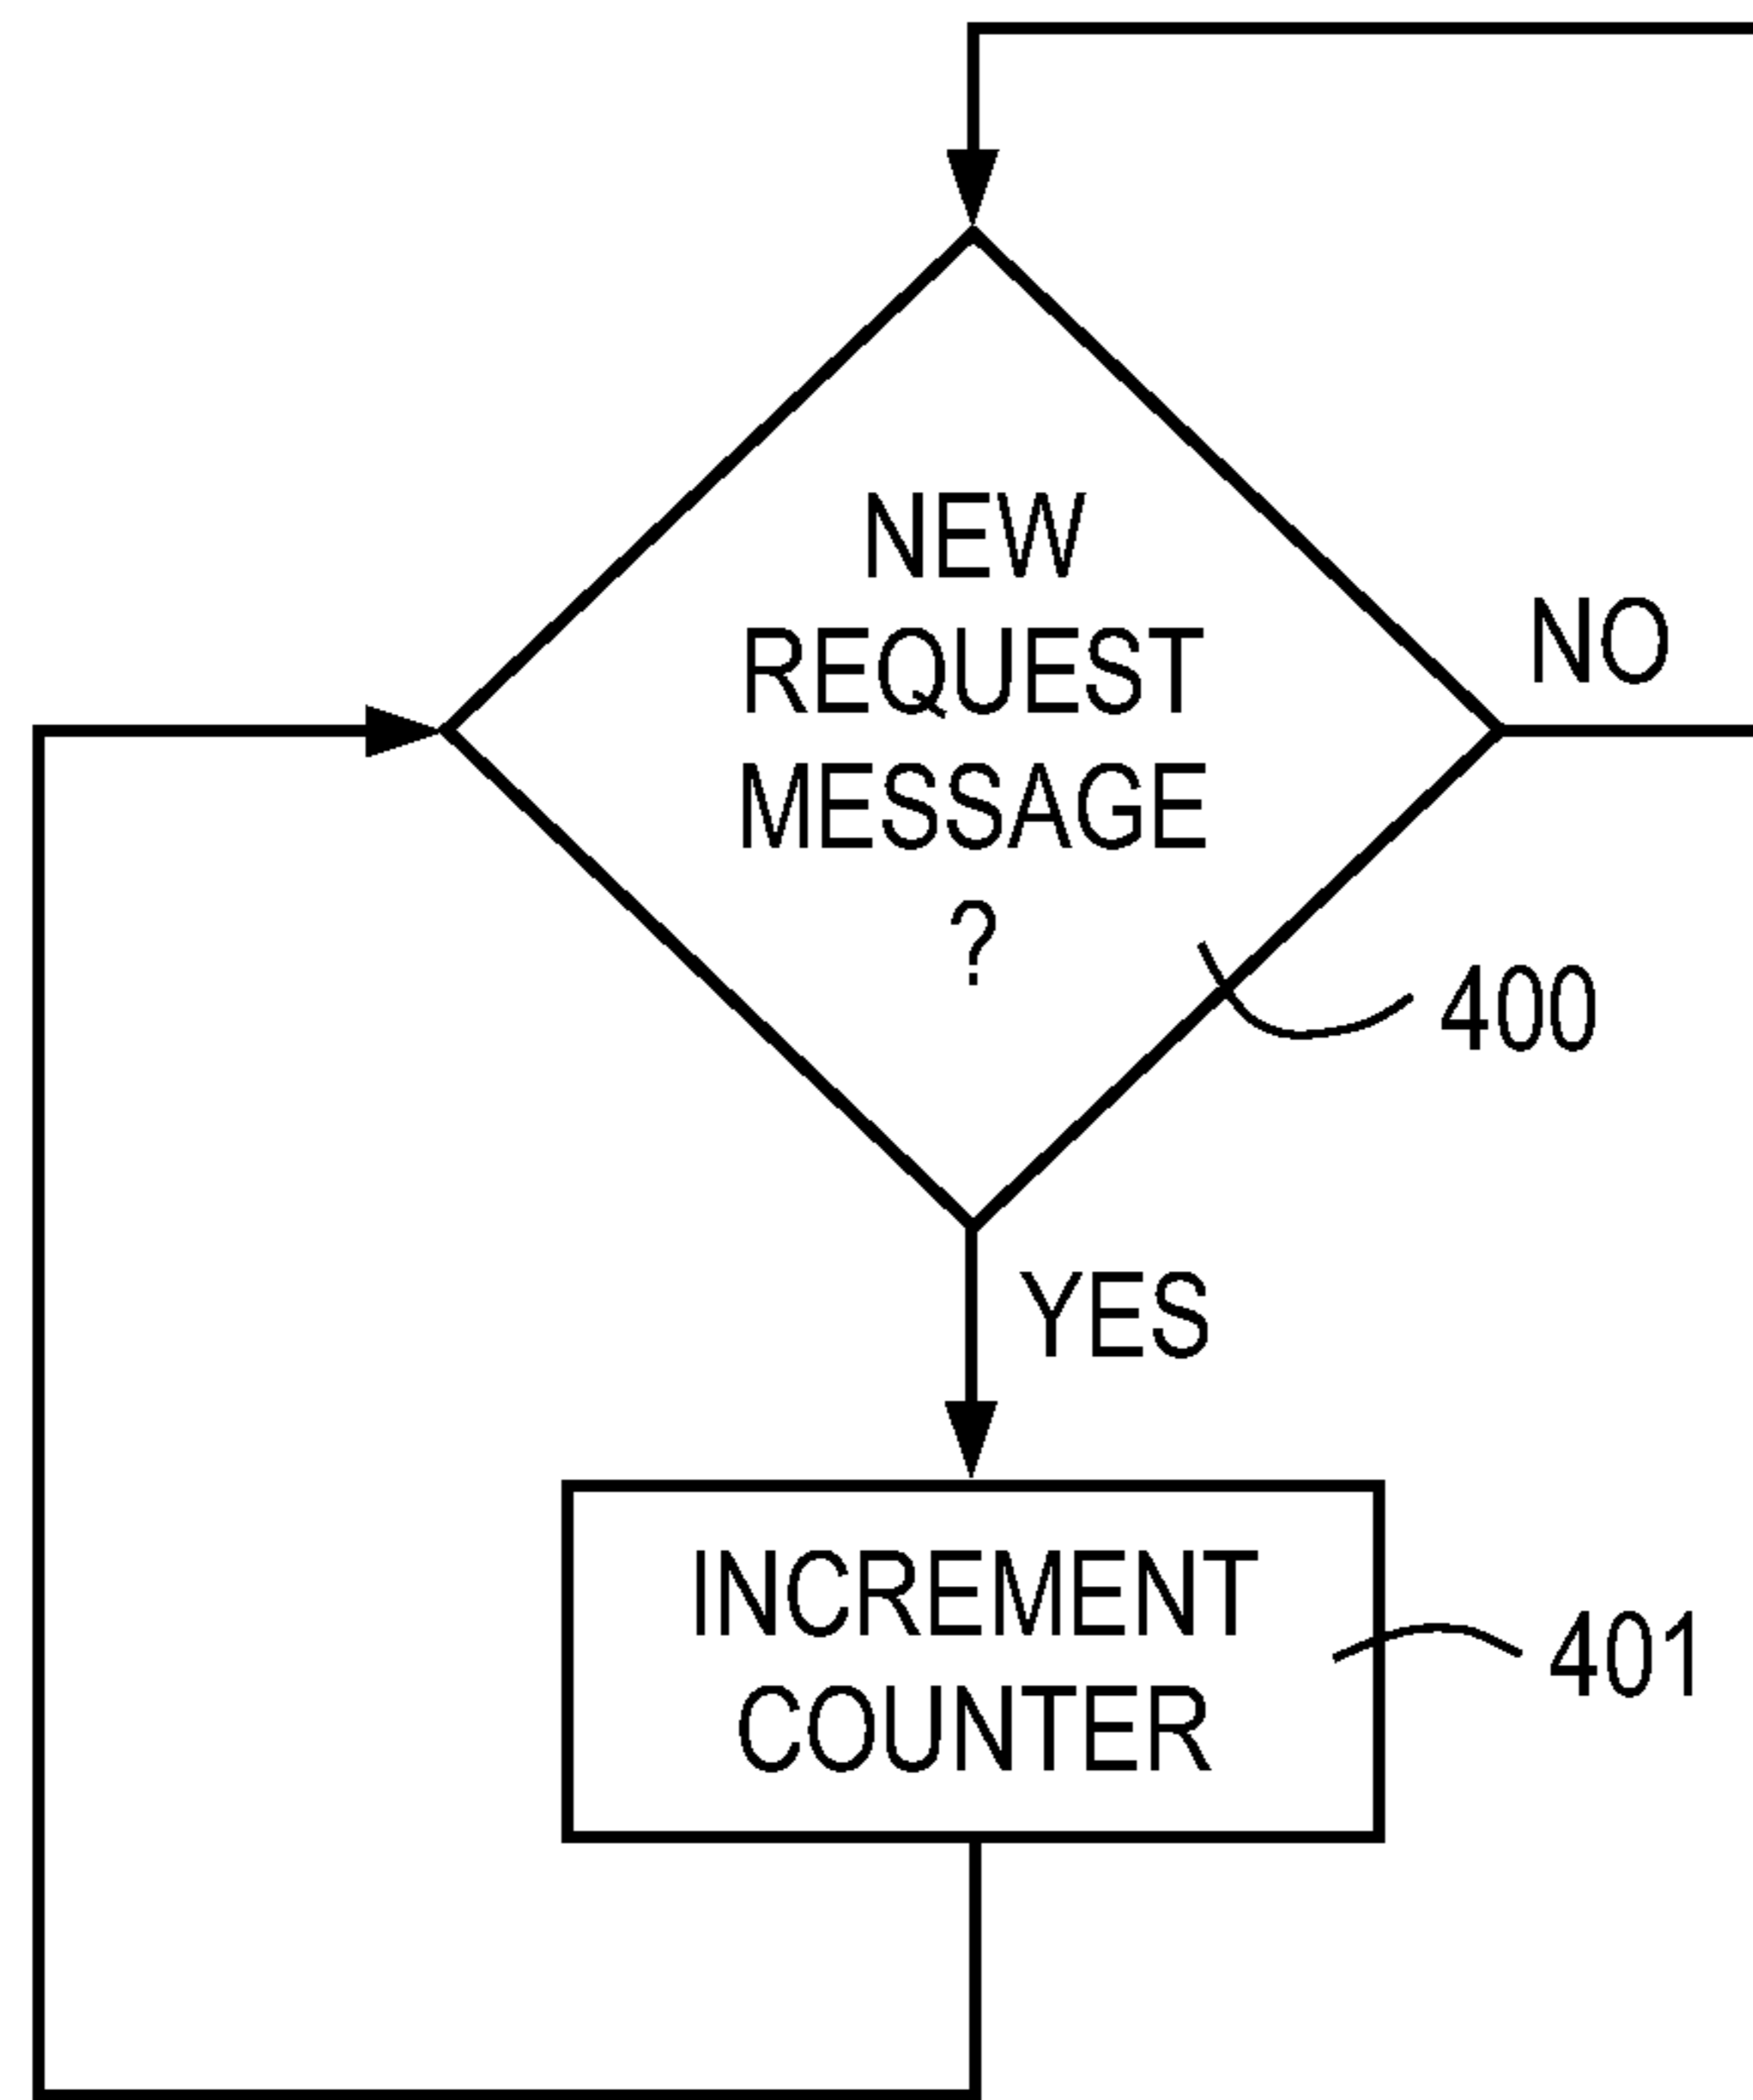 NEW
REQUEST
MESSAGE
?
NO
400
YES
INCREMENT
COUNTER
401